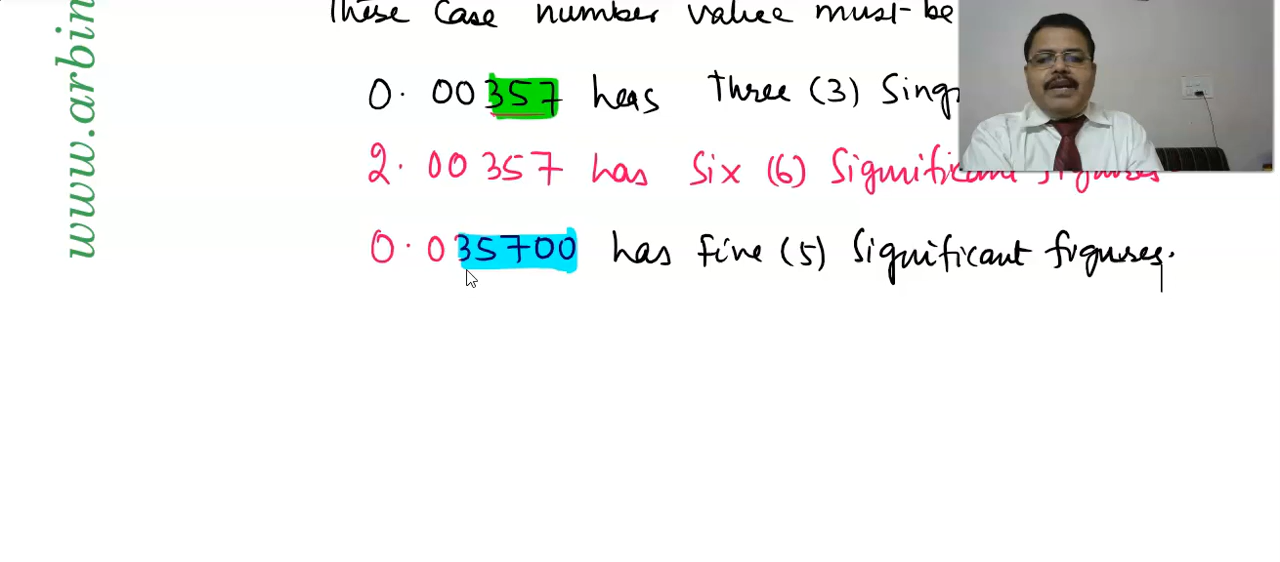 www.arbin
These Case number value must be
0.00357 has Three (3) Sing
2.00357 has Six (6) Significant figures
0.035700 has five (5) Significant figures.